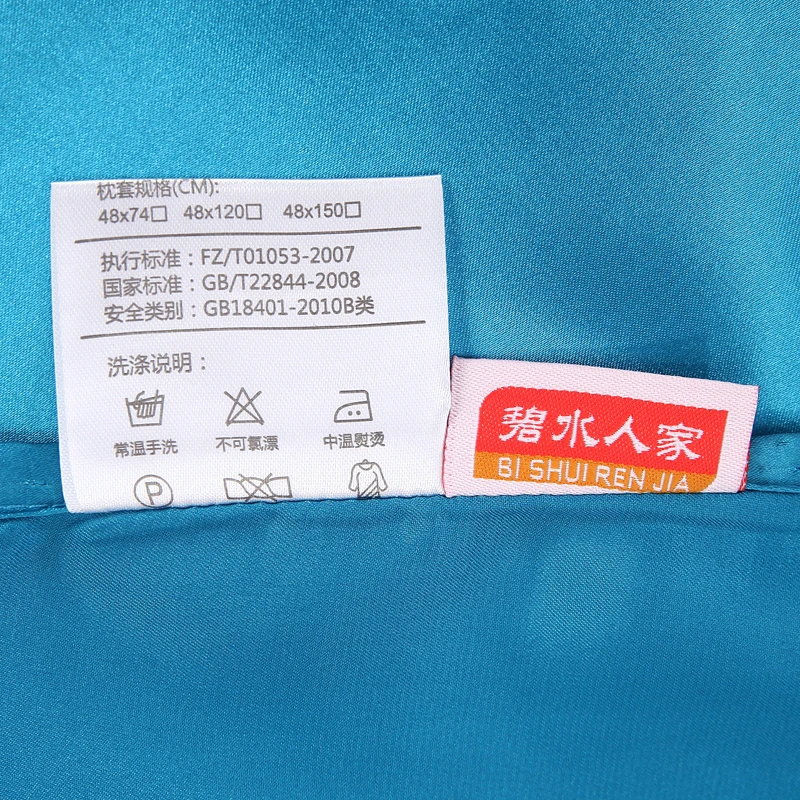 枕套规格(CM):
48x74□ 48x120□ 48x150□
执行标准：FZ/T01053-2007
国家标准：GB/T22844-2008
安全类别：GB18401-2010B类
洗涤说明：
常温手洗 不可氯漂 中温熨烫
P
碧水人家
BI SHUI REN JIA